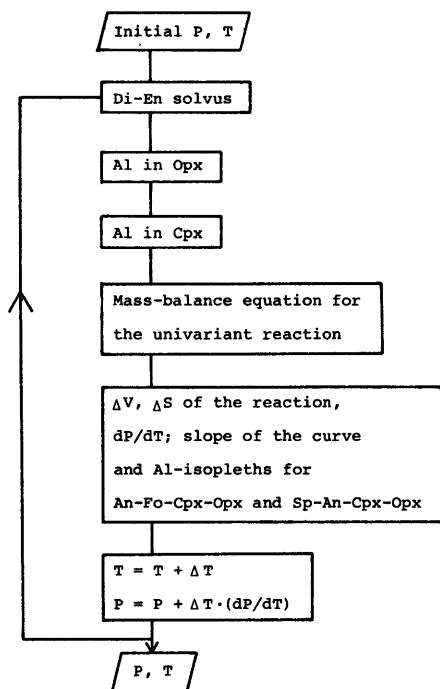 Initial P, T
Di-En solvus
Al in Opx
Al in Cpx
Mass-balance equation for
the univariant reaction
ΔV, ΔS of the reaction,
dP/dT; slope of the curve
and Al-isopleths for
An-Fo-Cpx-Opx and Sp-An-Cpx-Opx
T = T + ΔT
P = P + ΔT·(dP/dT)
P, T